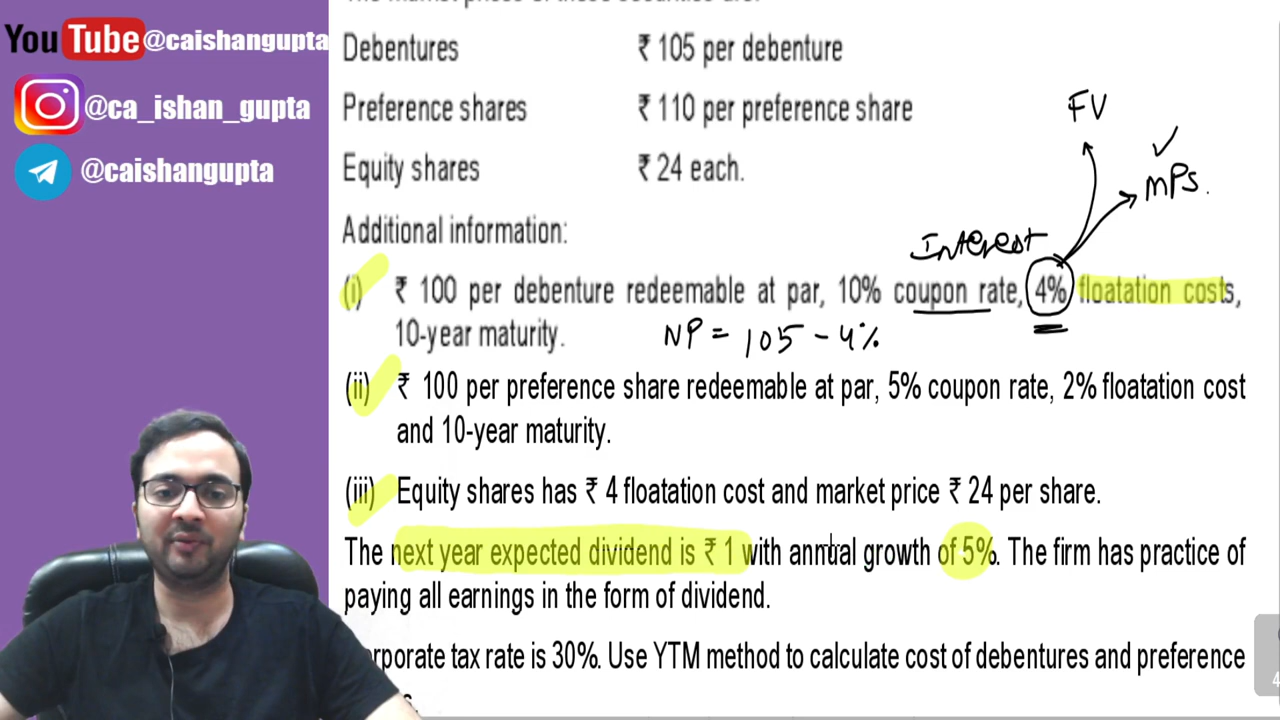 YouTube@caishangupta
@ca_ishan_gupta
@caishangupta
Debentures ₹ 105 per debenture
Preference shares ₹ 110 per preference share
Equity shares ₹ 24 each.
FV
MPs.
Additional information:
Interest
(i) ₹ 100 per debenture redeemable at par, 10% coupon rate, 4% floatation costs,
10-year maturity. NP = 105 - 4%
(ii) ₹ 100 per preference share redeemable at par, 5% coupon rate, 2% floatation cost
and 10-year maturity.
(iii) Equity shares has ₹ 4 floatation cost and market price ₹ 24 per share.
The next year expected dividend is ₹ 1 with annual growth of 5%. The firm has practice of
paying all earnings in the form of dividend.
orporate tax rate is 30%. Use YTM method to calculate cost of debentures and preference